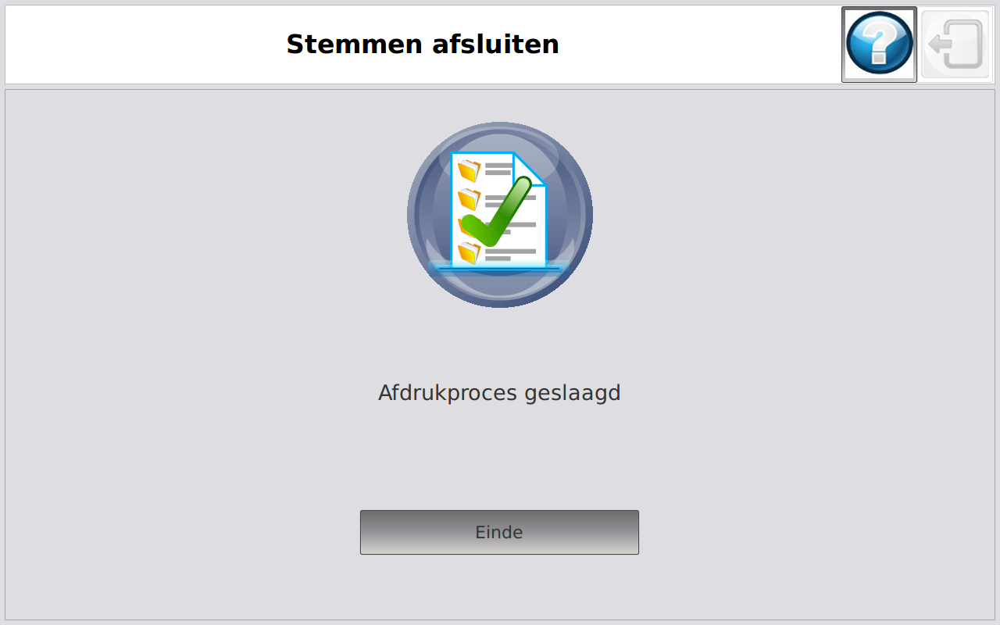 Stemmen afsluiten
Afdrukproces geslaagd
Einde